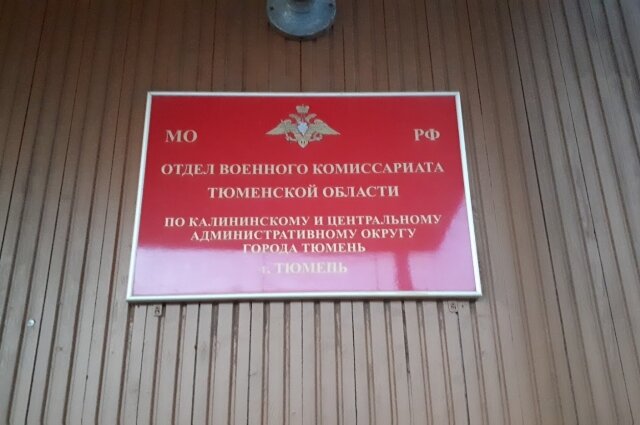 МО РФ
ОТДЕЛ ВОЕННОГО КОМИССАРИАТА
ТЮМЕНСКОЙ ОБЛАСТИ
ПО КАЛИНИНСКОМУ И ЦЕНТРАЛЬНОМУ
АДМИНИСТРАТИВНОМУ ОКРУГУ
ГОРОДА ТЮМЕНЬ
г. ТЮМЕНЬ